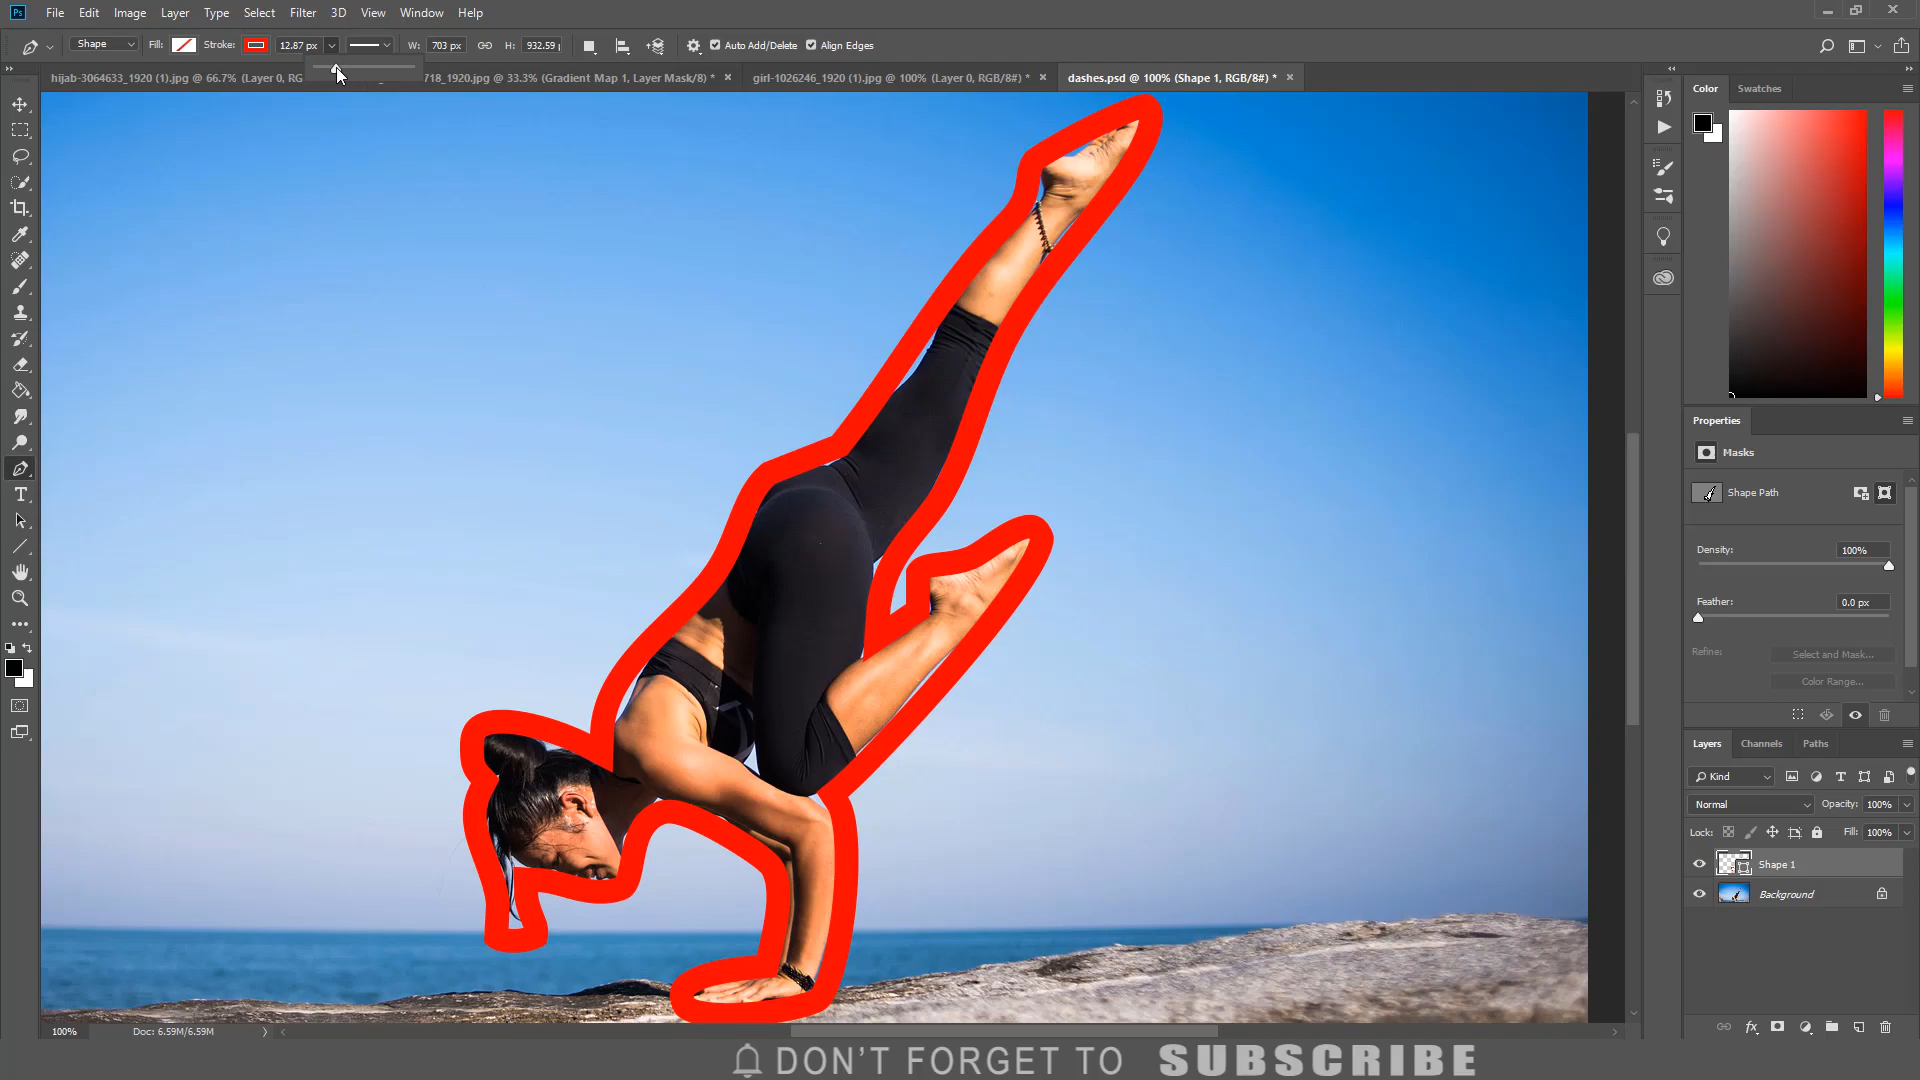 Ps File Edit Image Layer Type Select Filter 3D View Window Help
Shape Fill: Stroke: 12.87 px W: 703 px H: 932.59 Auto Add/Delete Align Edges
hijab-3064633_1920 (1).jpg @ 66.7% (Layer 0, RG 718_1920.jpg @ 33.3% (Gradient Map 1, Layer Mask/8) * girl-1026246_1920 (1).jpg @ 100% (Layer 0, RGB/8#) * dashes.psd @ 100% (Shape 1, RGB/8#) *
Color Swatches
Properties
Masks
Shape Path
Density: 100%
Feather: 0.0 px
Refine: Select and Mask...
Color Range...
Layers Channels Paths
Kind
Normal Opacity: 100%
Lock: Fill: 100%
Shape 1
Background
100% Doc: 6.59M/6.59M
DON'T FORGET TO SUBSCRIBE